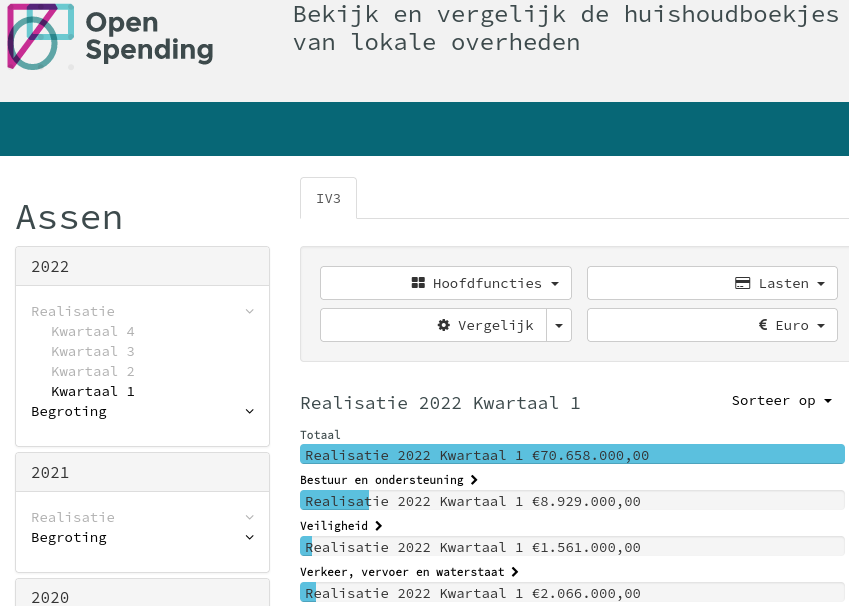 Open
Spending
Bekijk en vergelijk de huishoudboekjes
van lokale overheden
Assen
2022
Realisatie
Kwartaal 4
Kwartaal 3
Kwartaal 2
Kwartaal 1
Begroting
2021
Realisatie
Begroting
2020
IV3
Hoofdfuncties
Lasten
Vergelijk
€ Euro
Realisatie 2022 Kwartaal 1
Sorteer op
Totaal
Realisatie 2022 Kwartaal 1 €70.658.000,00
Bestuur en ondersteuning
Realisatie 2022 Kwartaal 1 €8.929.000,00
Veiligheid
Realisatie 2022 Kwartaal 1 €1.561.000,00
Verkeer, vervoer en waterstaat
Realisatie 2022 Kwartaal 1 €2.066.000,00